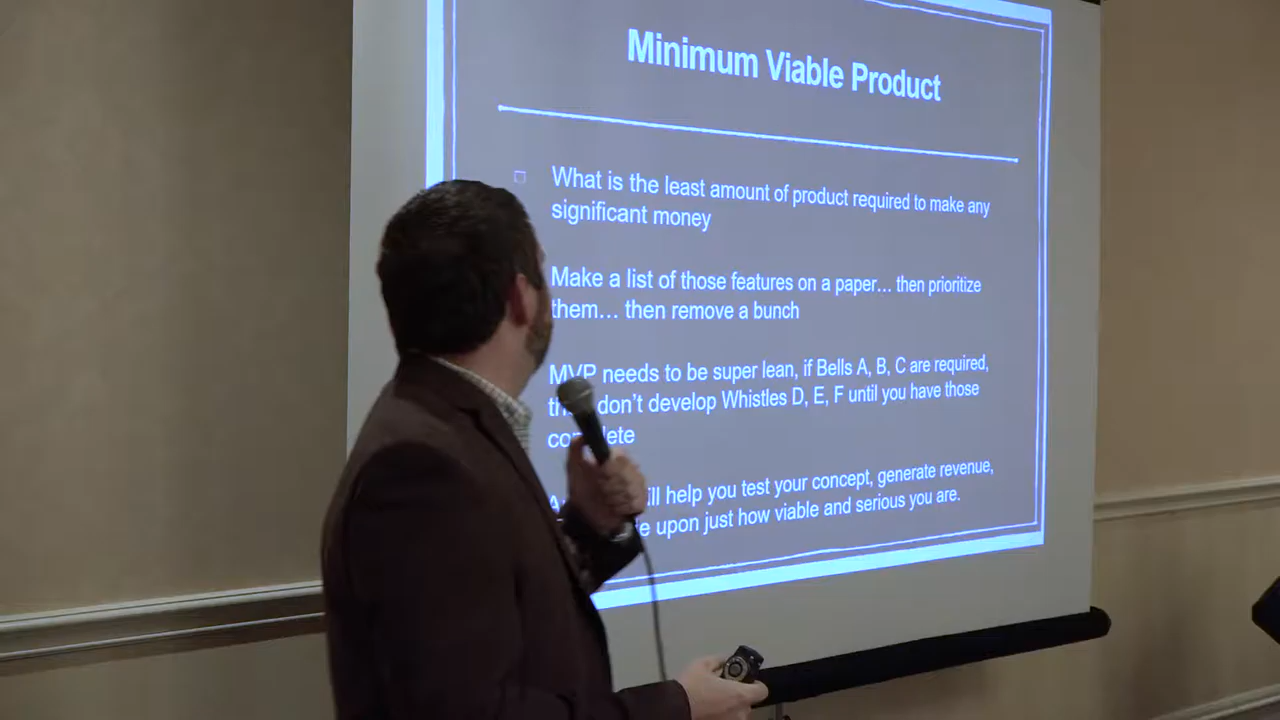 Minimum Viable Product
What is the least amount of product required to make any
significant money
Make a list of those features on a paper... then prioritize
them... then remove a bunch
MVP needs to be super lean, if Bells A, B, C are required,
don't develop Whistles D, E, F until you have those
help you test your concept, generate revenue,
upon just how viable and serious you are.